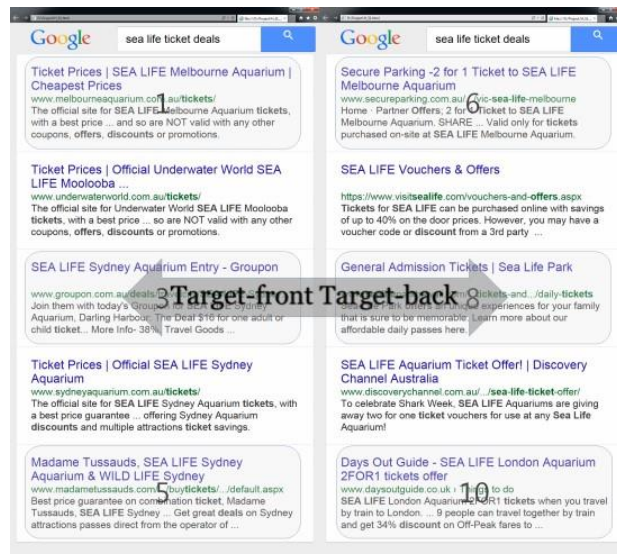 Google
sea life ticket deals
Ticket Prices | SEA LIFE Melbourne Aquarium |
Cheapest Prices
www.melbourneaquarium.com.au/tickets/
1
The official site for SEA LIFE Melbourne Aquarium tickets,
with a best price ... and so are NOT valid with any other
coupons, offers, discounts or promotions.
Ticket Prices | Official Underwater World SEA
LIFE Moolooba ...
www.underwaterworld.com.au/tickets/
The official site for Underwater World SEA LIFE Moolooba
tickets, with a best price ... so are NOT valid with any other
coupons, offers, discounts or promotions.
SEA LIFE Sydney Aquarium Entry - Groupon
www.groupon.com.au/deals/
3
Target-front
Join them with today's Groupon for SEA LIFE Sydney
Aquarium, Darling Harbour. The Deal $16 for one adult or
child ticket... More Info- 38% Travel Goods ...
Ticket Prices | Official SEA LIFE Sydney
Aquarium
www.sydneyaquarium.com.au/tickets/
The official site for SEA LIFE Sydney Aquarium tickets, with
a best price guarantee ... offering Sydney Aquarium
discounts and multiple attractions ticket savings.
Madame Tussauds, SEA LIFE Sydney
Aquarium & WILD LIFE Sydney
www.madametussauds.com/buytickets/.../default.aspx
5
Best price guarantee on combination ticket, Madame
Tussauds, SEA LIFE Sydney ... Get great deals on Sydney
attractions passes direct from the operator of ...
Google
sea life ticket deals
Secure Parking -2 for 1 Ticket to SEA LIFE
Melbourne Aquarium
www.secureparking.com.au/ vic-sea-life-melbourne
6
Home · Partner Offers; 2 for 1 Ticket to SEA LIFE
Melbourne Aquarium. SHARE ... Valid only for tickets
purchased on-site at SEA LIFE Melbourne Aquarium.
SEA LIFE Vouchers & Offers
https://www.visitsealife.com/vouchers-and-offers.aspx
Tickets for SEA LIFE can be purchased online with savings
of up to 40% on the door prices. However, you may have a
voucher code or discount from a 3rd party ...
General Admission Tickets | Sea Life Park
tickets-and.../daily-tickets
Target-back
8
Sea Life Park offers an experiences for your family
that is sure to be memorable. Learn more about our
affordable daily passes here.
SEA LIFE Aquarium Ticket Offer! | Discovery
Channel Australia
www.discoverychannel.com.au/.../sea-life-ticket-offer/
To celebrate Shark Week, SEA LIFE Aquariums are giving
away two for one ticket vouchers for use at any Sea Life
Aquarium!
Days Out Guide - SEA LIFE London Aquarium
2FOR1 tickets offer
www.daysoutguide.co.uk › Things to do
10
SEA LIFE London Aquarium 2FOR1 tickets when you travel
by train to London. ... 9 people can travel together by train
and get 34% discount on Off-Peak fares to ...